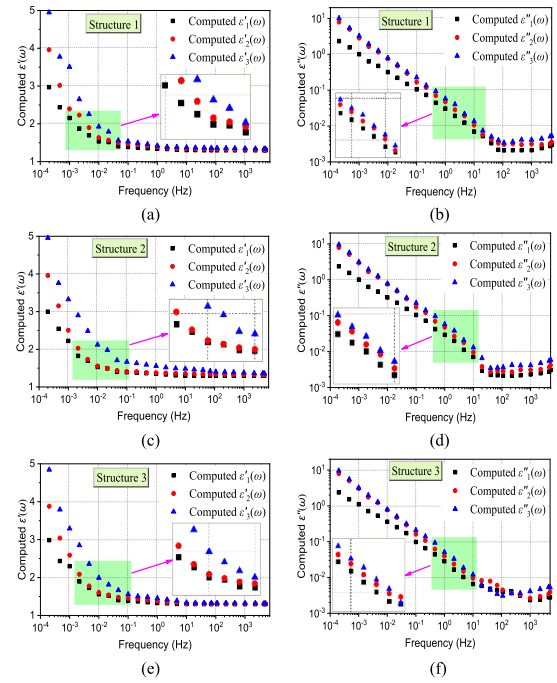 Structure 1
Computed ε′₁(ω)
Computed ε′₂(ω)
Computed ε′₃(ω)
Computed ε′(ω)
5
4
3
2
1
10⁻⁴ 10⁻³ 10⁻² 10⁻¹ 10⁰ 10¹ 10² 10³
Frequency (Hz)
(a)
Structure 1
Computed ε″₁(ω)
Computed ε″₂(ω)
Computed ε″₃(ω)
Computed ε″(ω)
10¹
10⁰
10⁻¹
10⁻²
10⁻³
10⁻⁴ 10⁻³ 10⁻² 10⁻¹ 10⁰ 10¹ 10² 10³
Frequency (Hz)
(b)
Structure 2
Computed ε′₁(ω)
Computed ε′₂(ω)
Computed ε′₃(ω)
Computed ε′(ω)
5
4
3
2
1
10⁻⁴ 10⁻³ 10⁻² 10⁻¹ 10⁰ 10¹ 10² 10³
Frequency (Hz)
(c)
Structure 2
Computed ε″₁(ω)
Computed ε″₂(ω)
Computed ε″₃(ω)
Computed ε″(ω)
10¹
10⁰
10⁻¹
10⁻²
10⁻³
10⁻⁴ 10⁻³ 10⁻² 10⁻¹ 10⁰ 10¹ 10² 10³
Frequency (Hz)
(d)
Structure 3
Computed ε′₁(ω)
Computed ε′₂(ω)
Computed ε′₃(ω)
Computed ε′(ω)
5
4
3
2
1
10⁻⁴ 10⁻³ 10⁻² 10⁻¹ 10⁰ 10¹ 10² 10³
Frequency (Hz)
(e)
Structure 3
Computed ε″₁(ω)
Computed ε″₂(ω)
Computed ε″₃(ω)
Computed ε″(ω)
10¹
10⁰
10⁻¹
10⁻²
10⁻³
10⁻⁴ 10⁻³ 10⁻² 10⁻¹ 10⁰ 10¹ 10² 10³
Frequency (Hz)
(f)